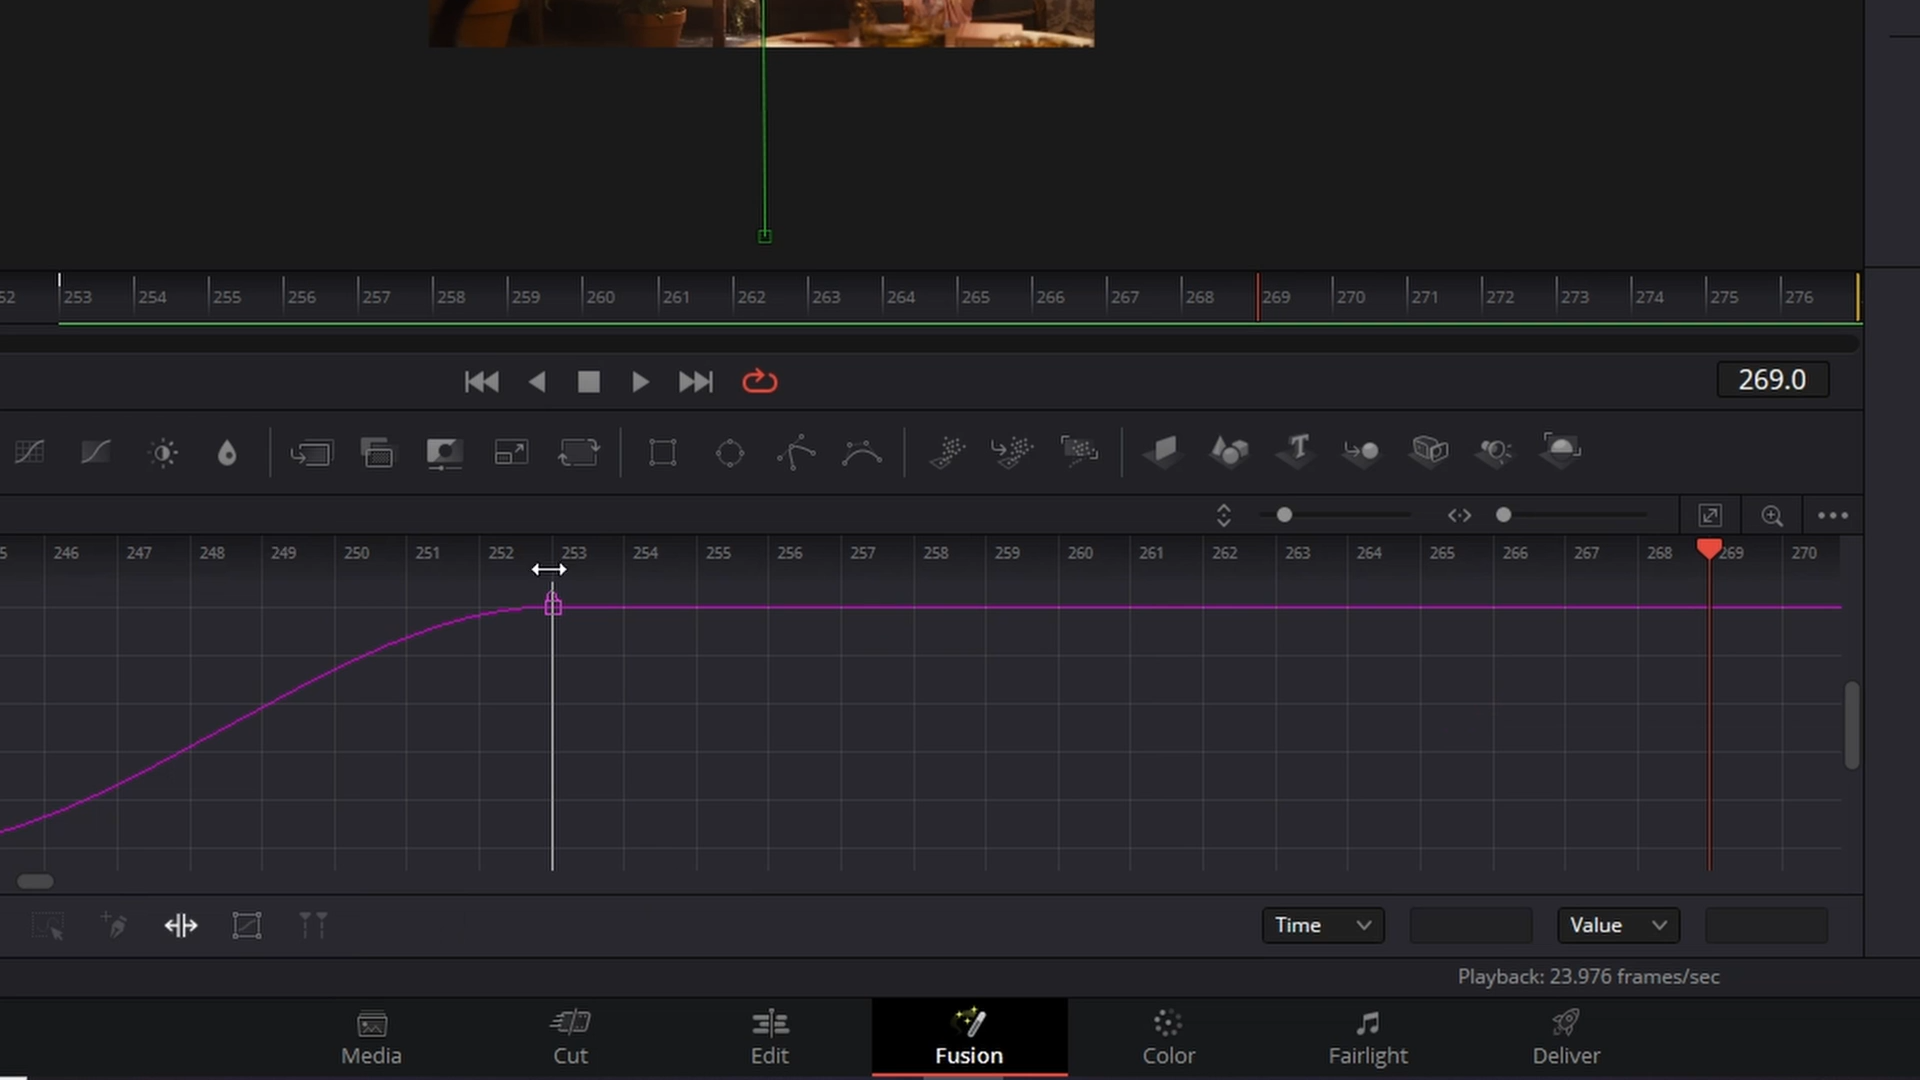 52 253 254 255 256 257 258 259 260 261 262 263 264 265 266 267 268 269 270 271 272 273 274 275 276
269.0
5 246 247 248 249 250 251 252 253 254 255 256 257 258 259 260 261 262 263 264 265 266 267 268 269 270
Time Value
Playback: 23.976 frames/sec
Media Cut Edit Fusion Color Fairlight Deliver